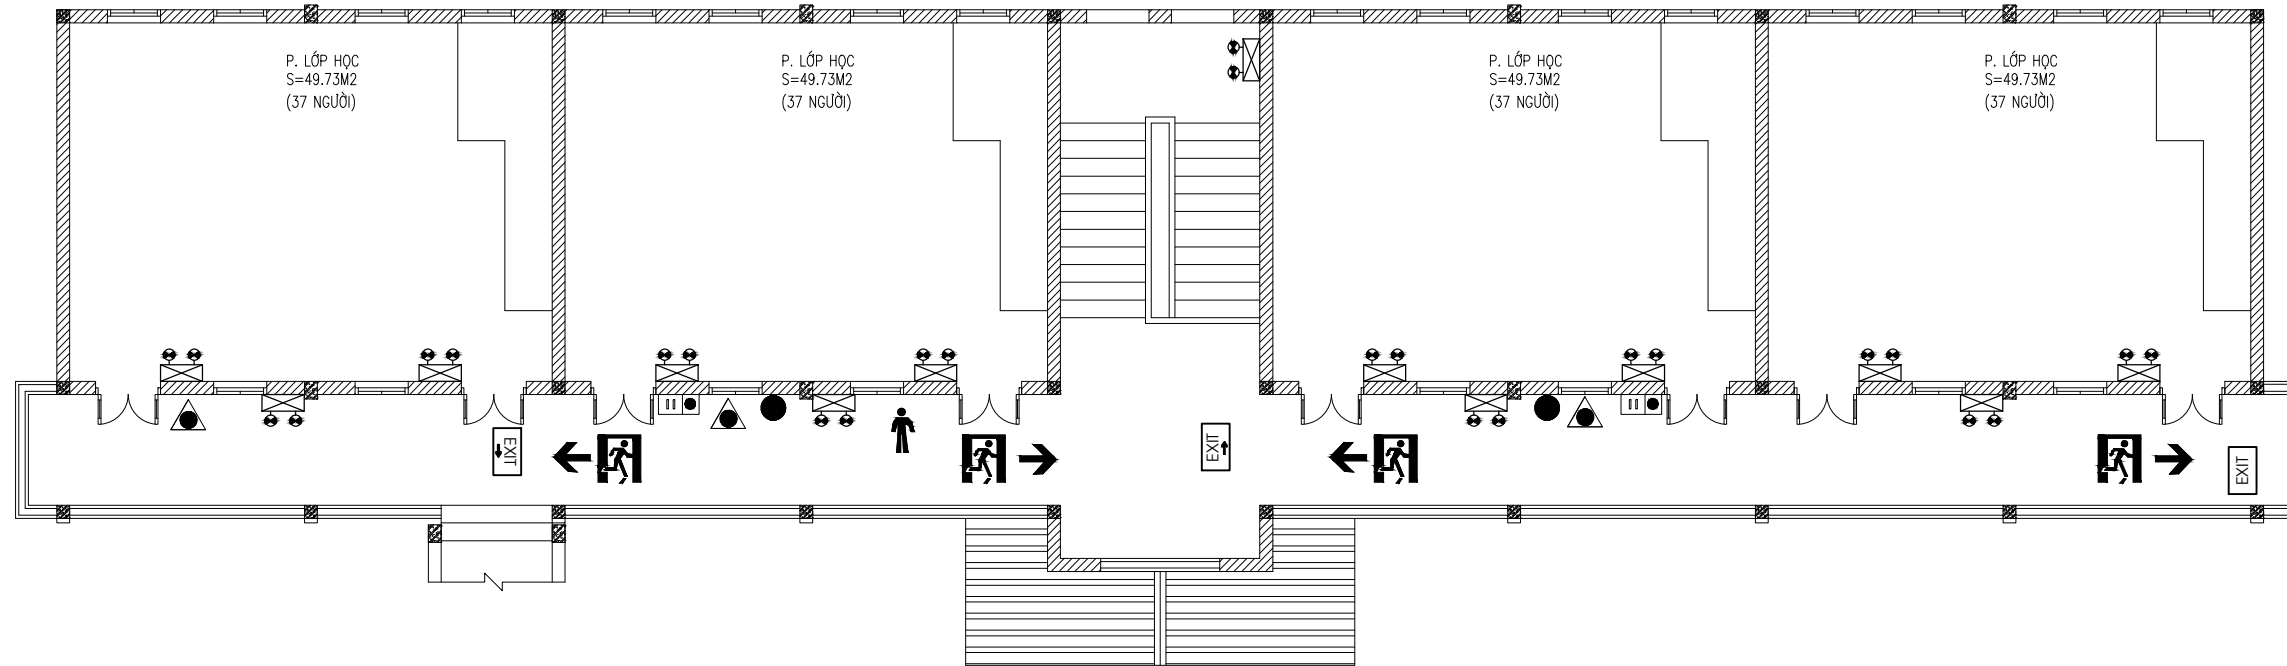 P. LỚP HỌC
S=49.73M2
(37 NGƯỜI)
P. LỚP HỌC
S=49.73M2
(37 NGƯỜI)
P. LỚP HỌC
S=49.73M2
(37 NGƯỜI)
P. LỚP HỌC
S=49.73M2
(37 NGƯỜI)
EXIT
EXIT
EXIT